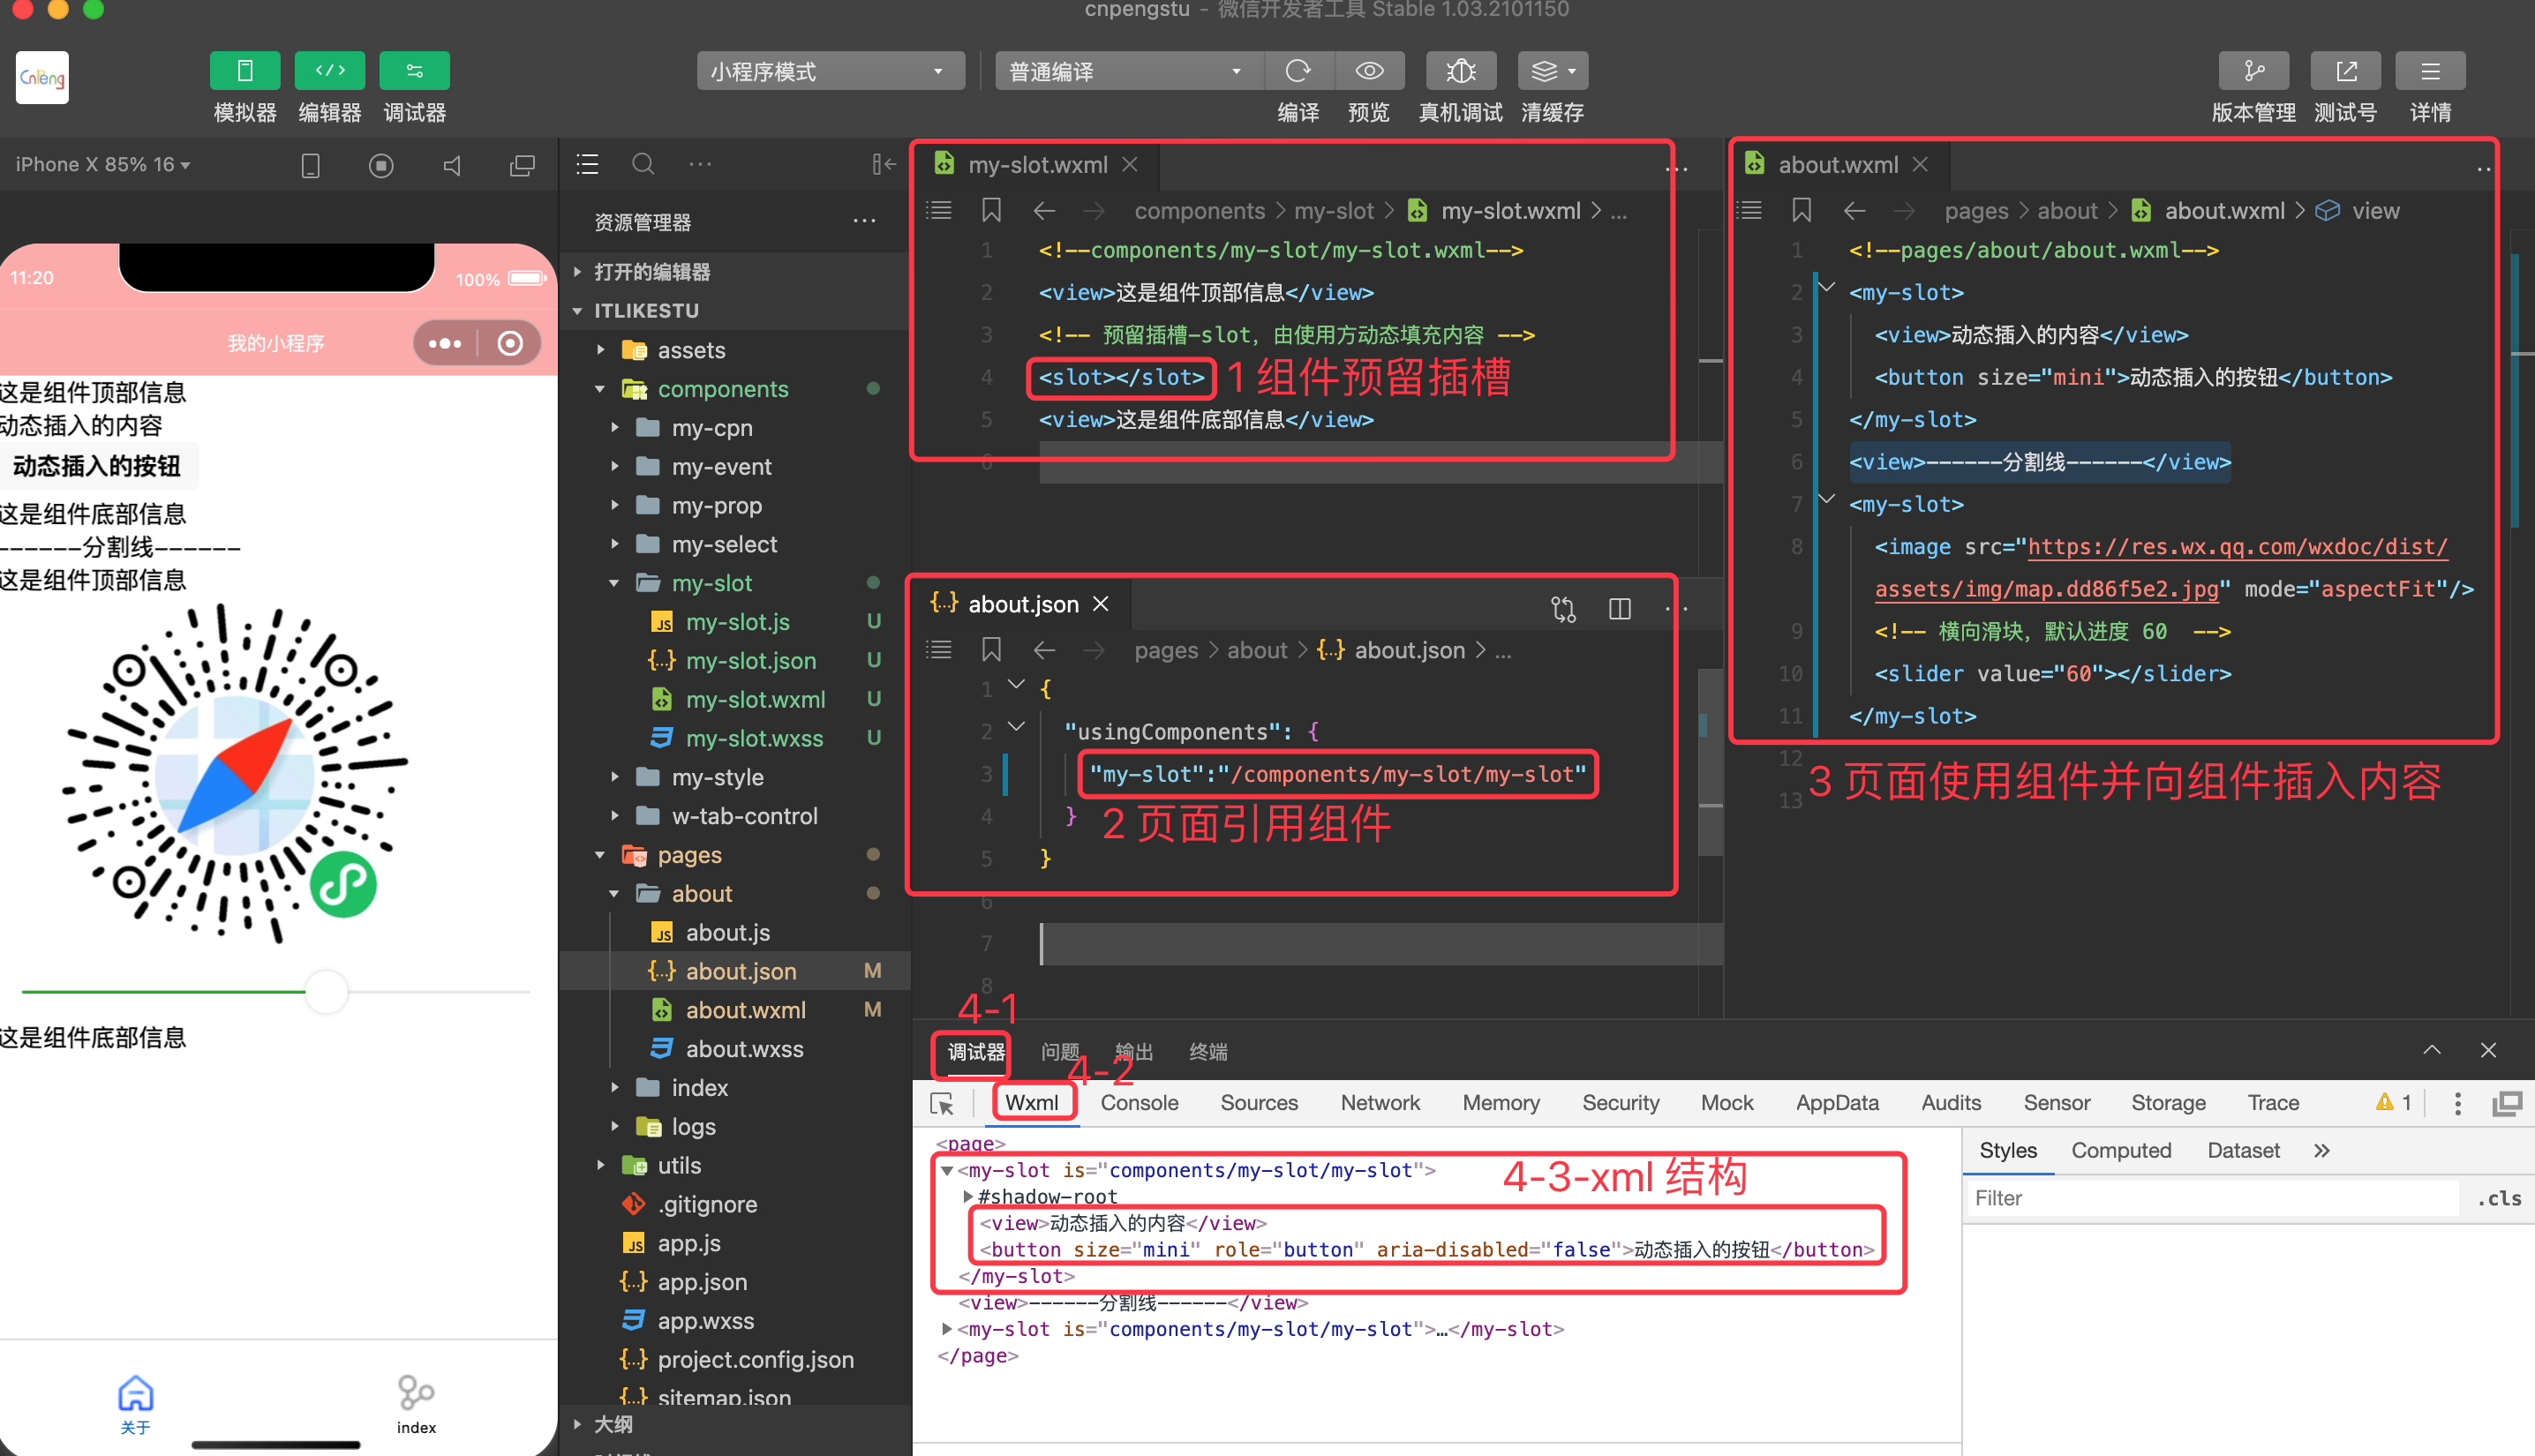 cnpengstu - 微信开发者工具 Stable 1.03.2101150
CnPeng
模拟器 编辑器 调试器
小程序模式
普通编译
编译 预览 真机调试 清缓存
版本管理 测试号 详情
iPhone X 85% 16
11:20
100%
我的小程序
这是组件顶部信息
动态插入的内容
动态插入的按钮
这是组件底部信息
------分割线------
这是组件顶部信息
这是组件底部信息
关于
index
资源管理器
打开的编辑器
ITLIKESTU
assets
components
my-cpn
my-event
my-prop
my-select
my-slot
my-slot.js U
my-slot.json U
my-slot.wxml U
my-slot.wxss U
my-style
w-tab-control
pages
about
about.js
about.json M
about.wxml M
about.wxss
index
logs
utils
.gitignore
app.js
app.json
app.wxss
project.config.json
sitemap.json
大纲
my-slot.wxml
components > my-slot > my-slot.wxml > ...
1 <!--components/my-slot/my-slot.wxml-->
2 <view>这是组件顶部信息</view>
3 <!-- 预留插槽-slot，由使用方动态填充内容 -->
4 <slot></slot> 1 组件预留插槽
5 <view>这是组件底部信息</view>
6
about.json
pages > about > {..} about.json > ...
1 {
2 "usingComponents": {
3 "my-slot":"/components/my-slot/my-slot"
4 } 2 页面引用组件
5 }
6
7
8
about.wxml
pages > about > about.wxml > view
1 <!--pages/about/about.wxml-->
2 <my-slot>
3 <view>动态插入的内容</view>
4 <button size="mini">动态插入的按钮</button>
5 </my-slot>
6 <view>------分割线------</view>
7 <my-slot>
8 <image src="https://res.wx.qq.com/wxdoc/dist/
assets/img/map.dd86f5e2.jpg" mode="aspectFit"/>
9 <!-- 横向滑块，默认进度 60 -->
10 <slider value="60"></slider>
11 </my-slot>
12
13
3 页面使用组件并向组件插入内容
4-1
调试器 问题 输出 终端
4-2
Wxml Console Sources Network Memory Security Mock AppData Audits Sensor Storage Trace 1
<page>
<my-slot is="components/my-slot/my-slot">
4-3-xml 结构
#shadow-root
<view>动态插入的内容</view>
<button size="mini" role="button" aria-disabled="false">动态插入的按钮</button>
</my-slot>
<view>------分割线------</view>
<my-slot is="components/my-slot/my-slot">…</my-slot>
</page>
Styles Computed Dataset »
Filter .cls